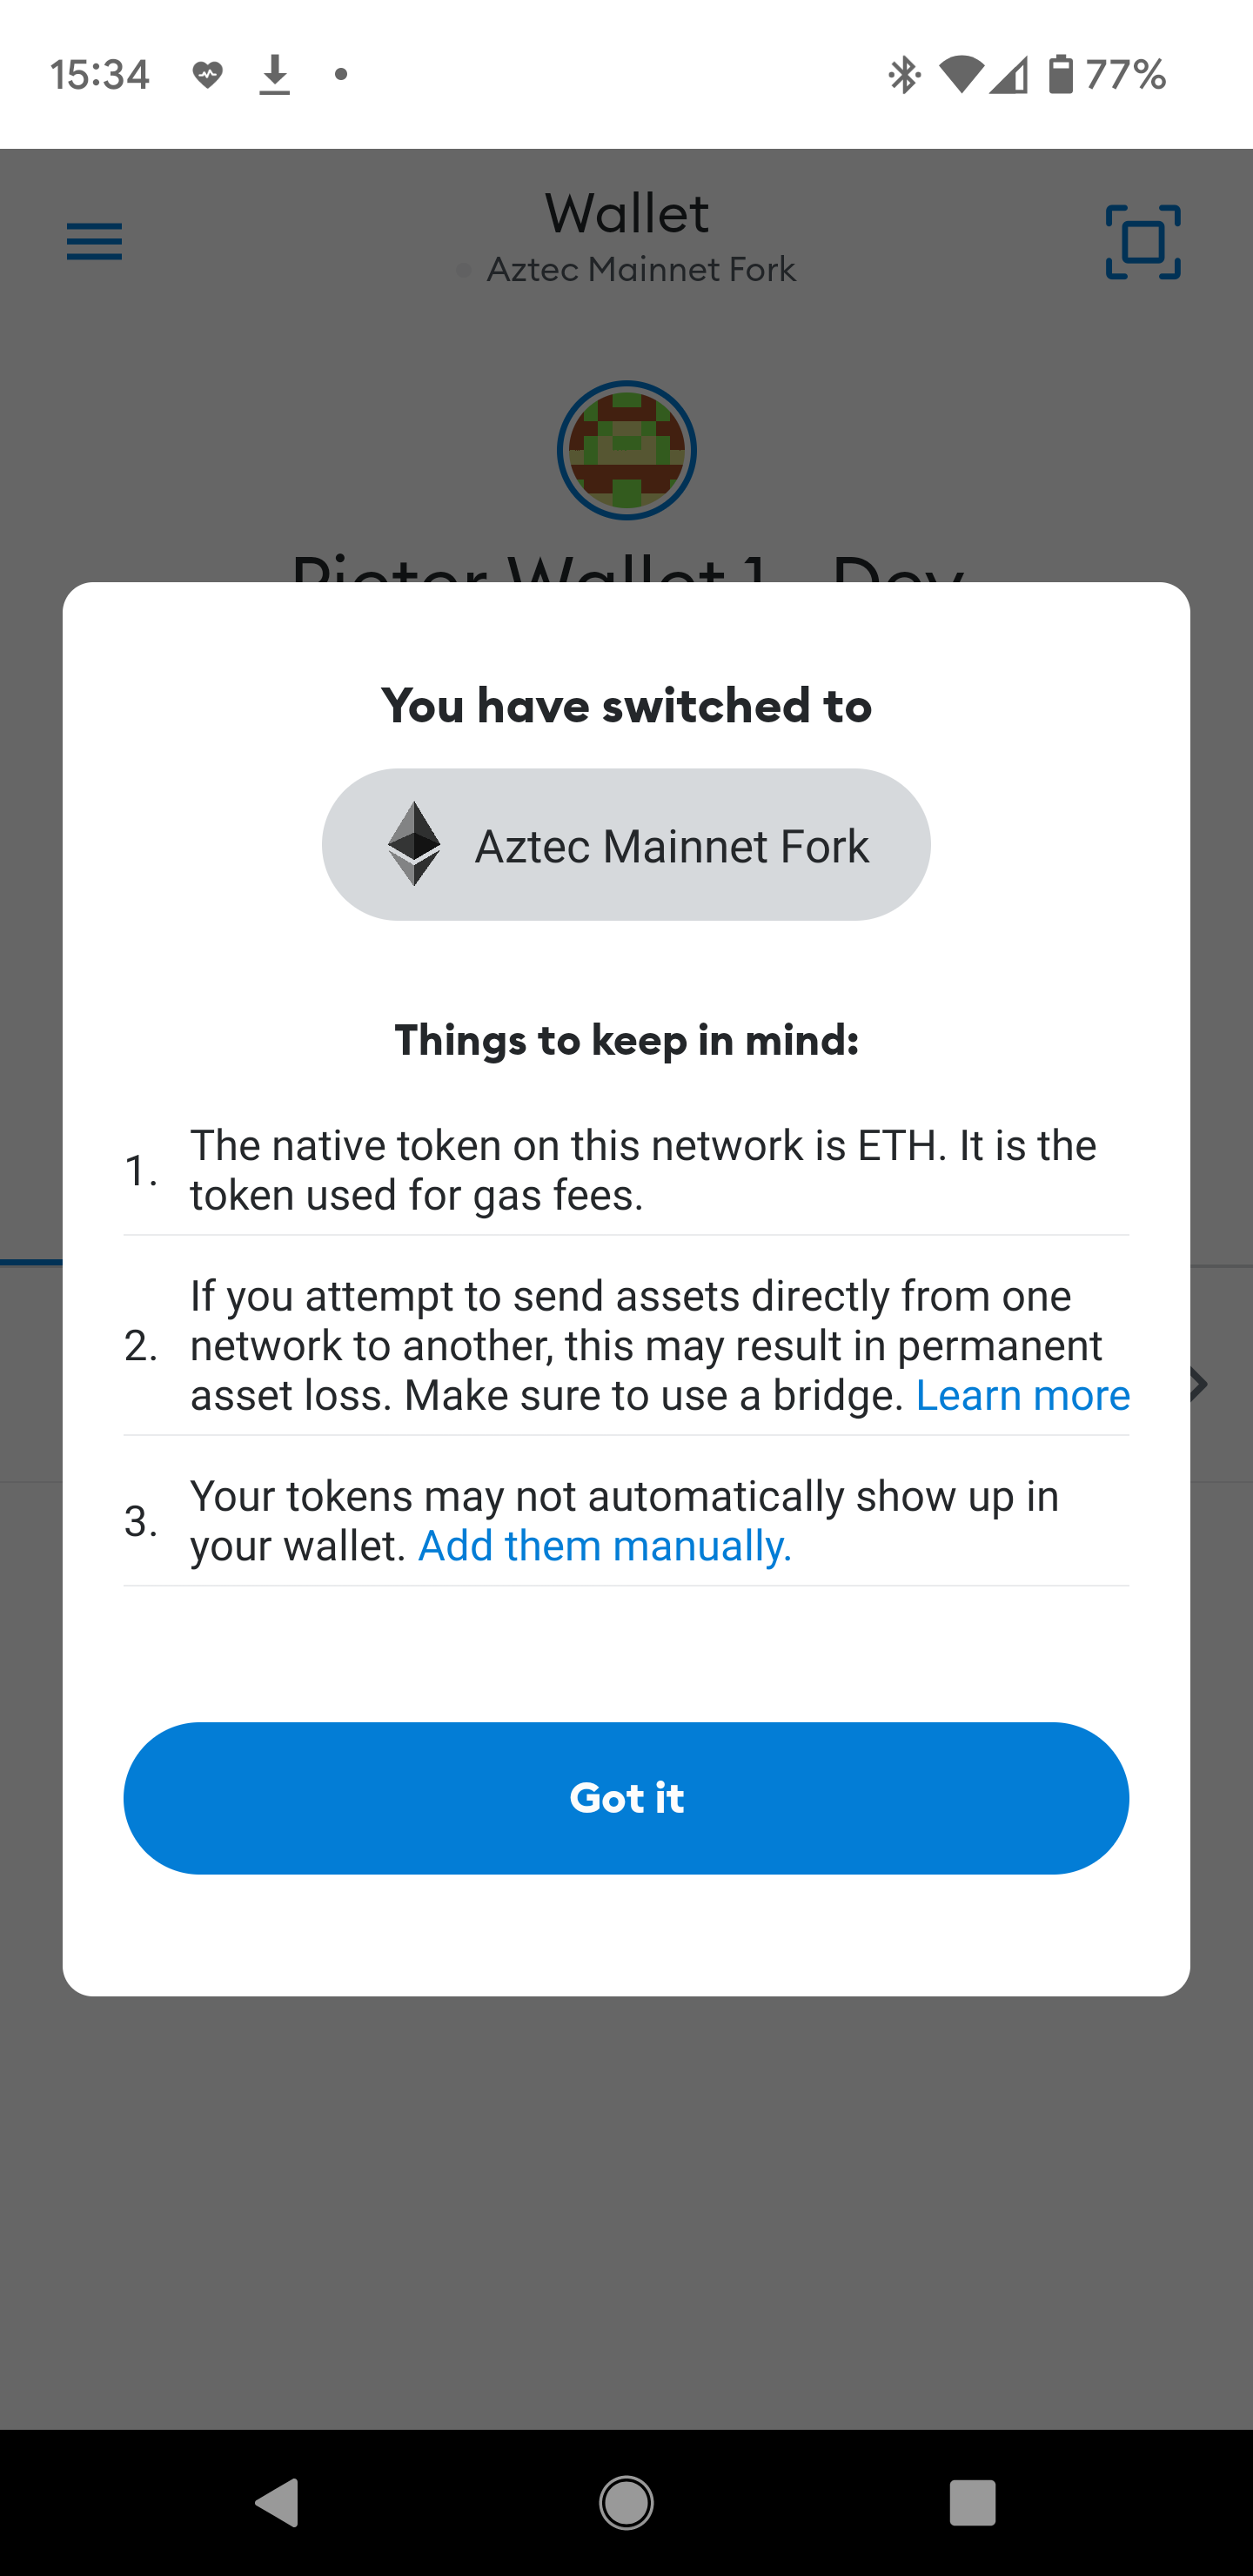 15:34
77%
Wallet
Aztec Mainnet Fork
Pieter Wallet 1 - Dev
You have switched to
Aztec Mainnet Fork
Things to keep in mind:
1. The native token on this network is ETH. It is the
token used for gas fees.
2. If you attempt to send assets directly from one
network to another, this may result in permanent
asset loss. Make sure to use a bridge. Learn more
3. Your tokens may not automatically show up in
your wallet. Add them manually.
Got it